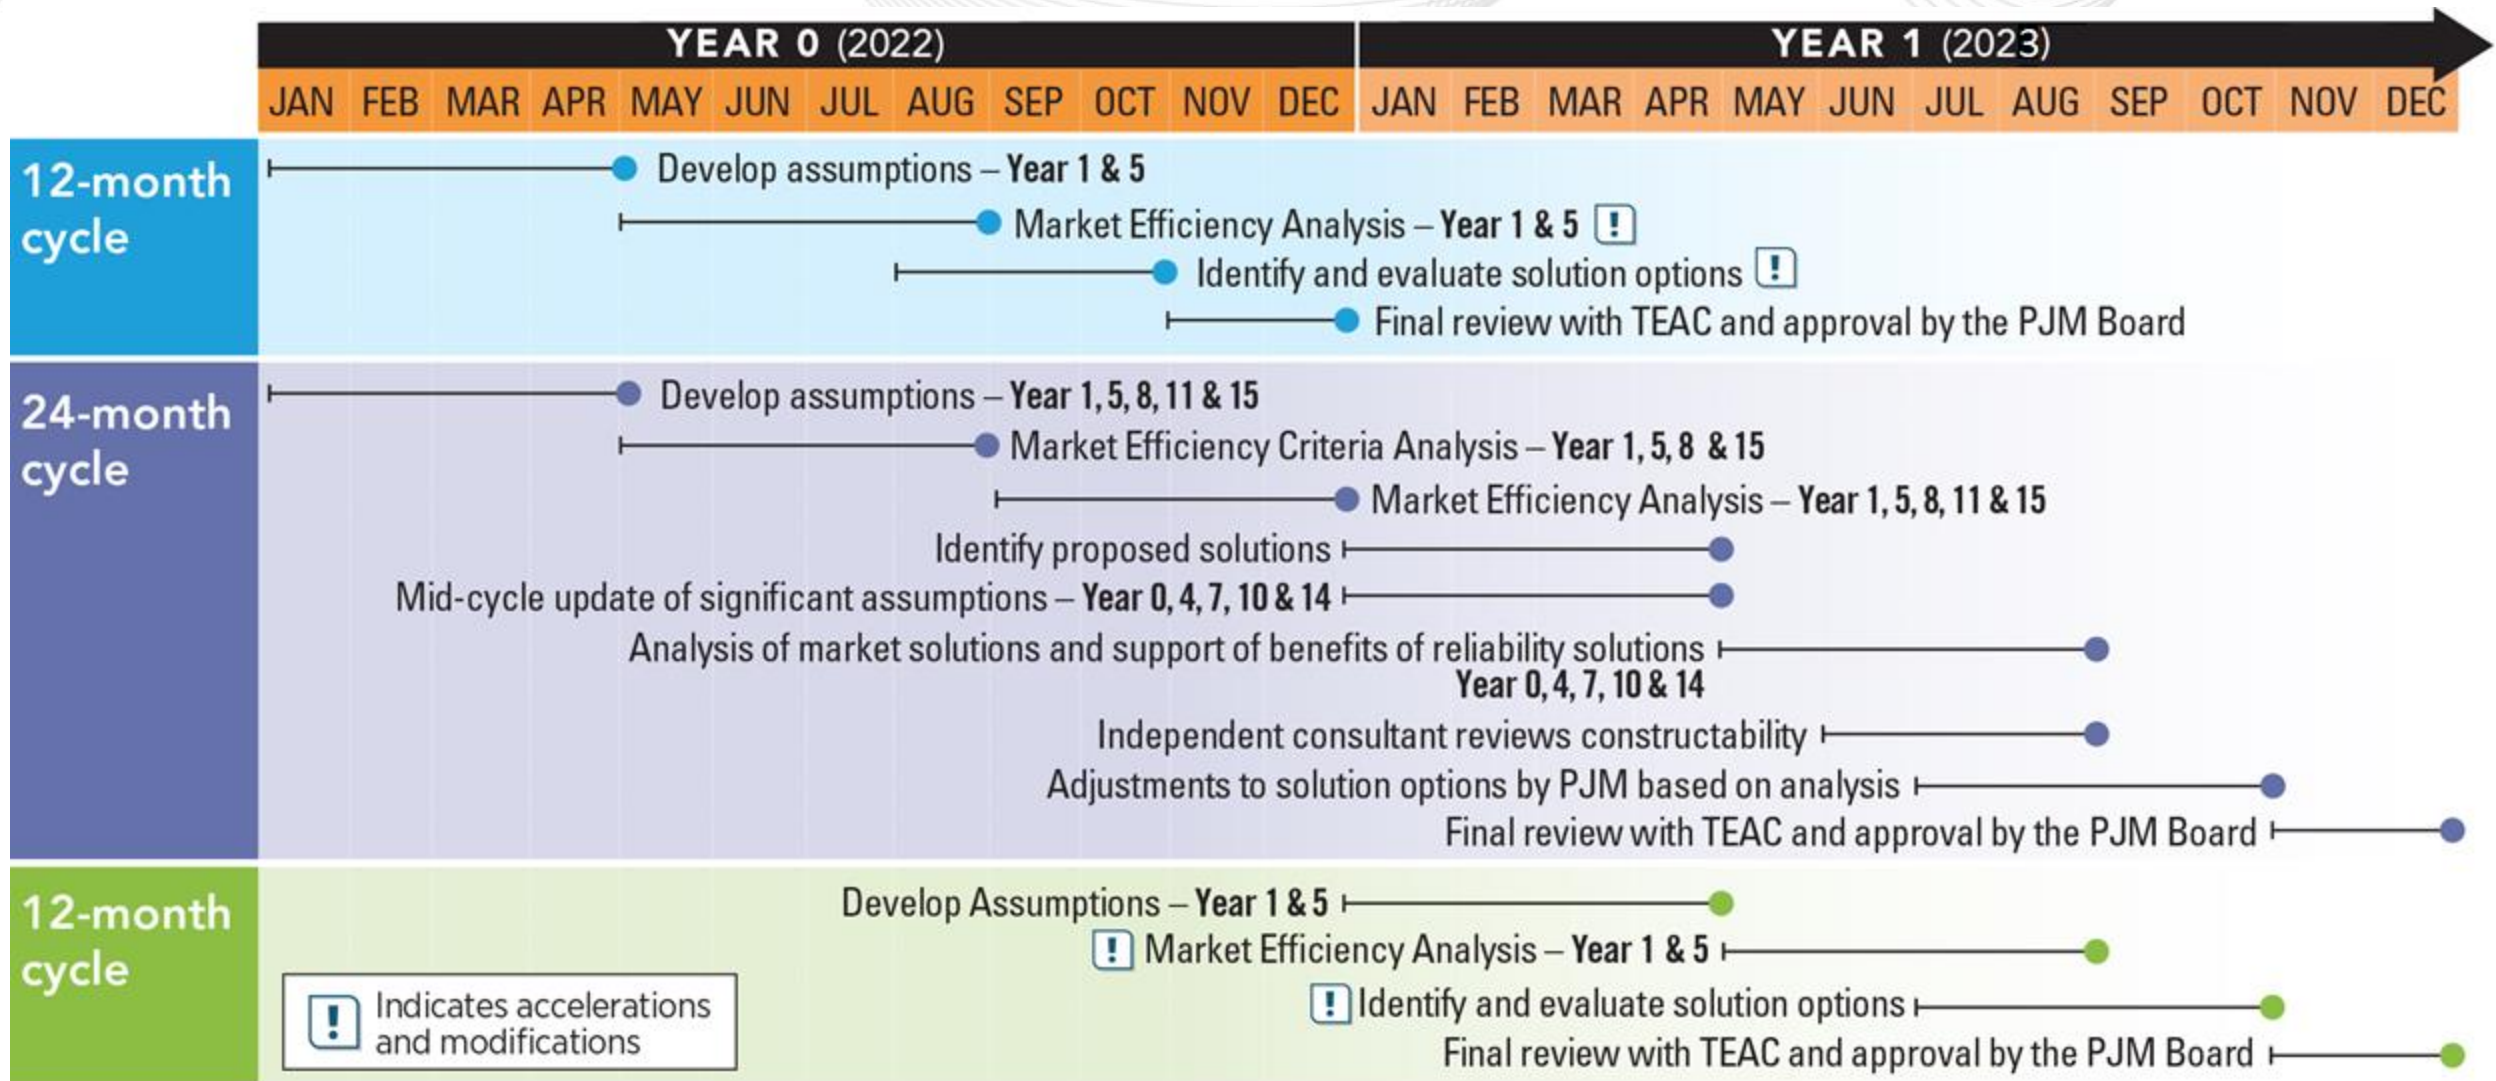 YEAR 0 (2022)
YEAR 1 (2023)
JAN FEB MAR APR MAY JUN JUL AUG SEP OCT NOV DEC JAN FEB MAR APR MAY JUN JUL AUG SEP OCT NOV DEC
12-month
cycle
Develop assumptions – Year 1 & 5
Market Efficiency Analysis – Year 1 & 5 !
Identify and evaluate solution options !
Final review with TEAC and approval by the PJM Board
24-month
cycle
Develop assumptions – Year 1, 5, 8, 11 & 15
Market Efficiency Criteria Analysis – Year 1, 5, 8 & 15
Market Efficiency Analysis – Year 1, 5, 8, 11 & 15
Identify proposed solutions
Mid-cycle update of significant assumptions – Year 0, 4, 7, 10 & 14
Analysis of market solutions and support of benefits of reliability solutions
Year 0, 4, 7, 10 & 14
Independent consultant reviews constructability
Adjustments to solution options by PJM based on analysis
Final review with TEAC and approval by the PJM Board
12-month
cycle
Develop Assumptions – Year 1 & 5
! Market Efficiency Analysis – Year 1 & 5
! Identify and evaluate solution options
Final review with TEAC and approval by the PJM Board
! Indicates accelerations
and modifications